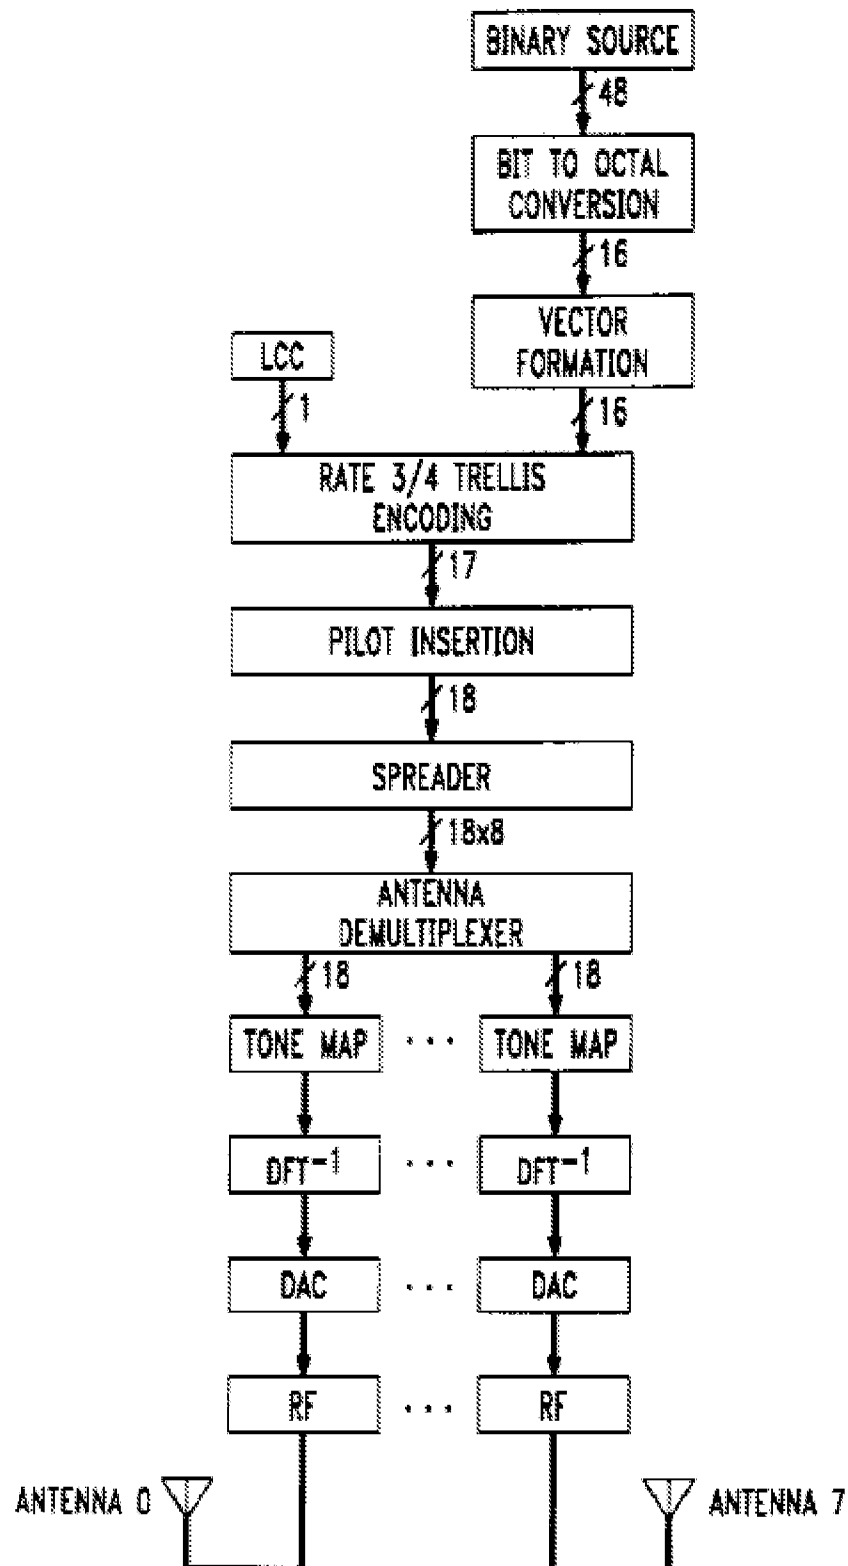 BINARY SOURCE
48
BIT TO OCTAL
CONVERSION
16
VECTOR
FORMATION
LCC
1
16
RATE 3/4 TRELLIS
ENCODING
17
PILOT INSERTION
18
SPREADER
18x8
ANTENNA
DEMULTIPLEXER
18
18
TONE MAP ... TONE MAP
DFT⁻¹ ... DFT⁻¹
DAC ... DAC
RF ... RF
ANTENNA 0
ANTENNA 7